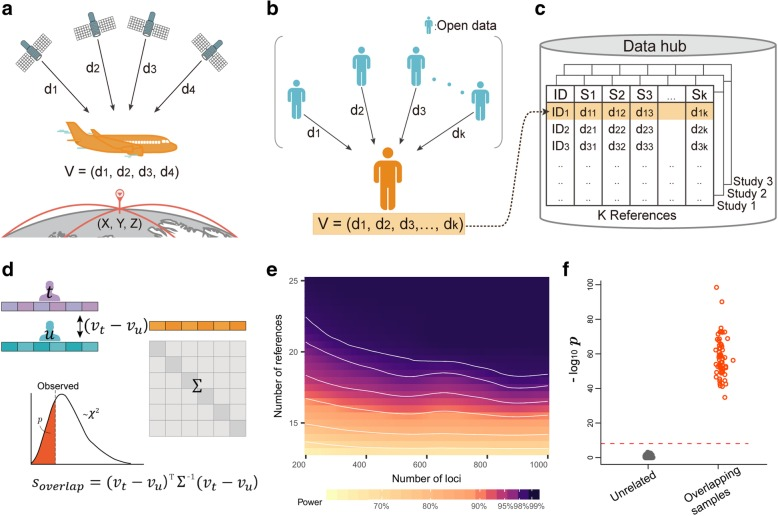 a
d1
d2
d3
d4
V = (d1, d2, d3, d4)
(X, Y, Z)
b
:Open data
d1
d2
d3
dk
V = (d1, d2, d3,..., dk)
c
Data hub
ID S1 S2 S3 ... Sk
ID1 d11 d12 d13 d1k
ID2 d21 d22 d23 d2k
ID3 d31 d32 d33 d3k
.. .. .. .. ..
.. .. .. .. ..
Study 3
Study 2
Study 1
K References
d
t
(vt − vu)
u
Σ
Observed
p
~χ²
soverlap = (vt − vu)ᵀΣ⁻¹(vt − vu)
e
Number of references
25
20
15
200 400 600 800 1000
Number of loci
Power
70% 80% 90% 95% 98% 99%
f
- log10 p
100
80
60
40
20
0
Unrelated
Overlapping
samples